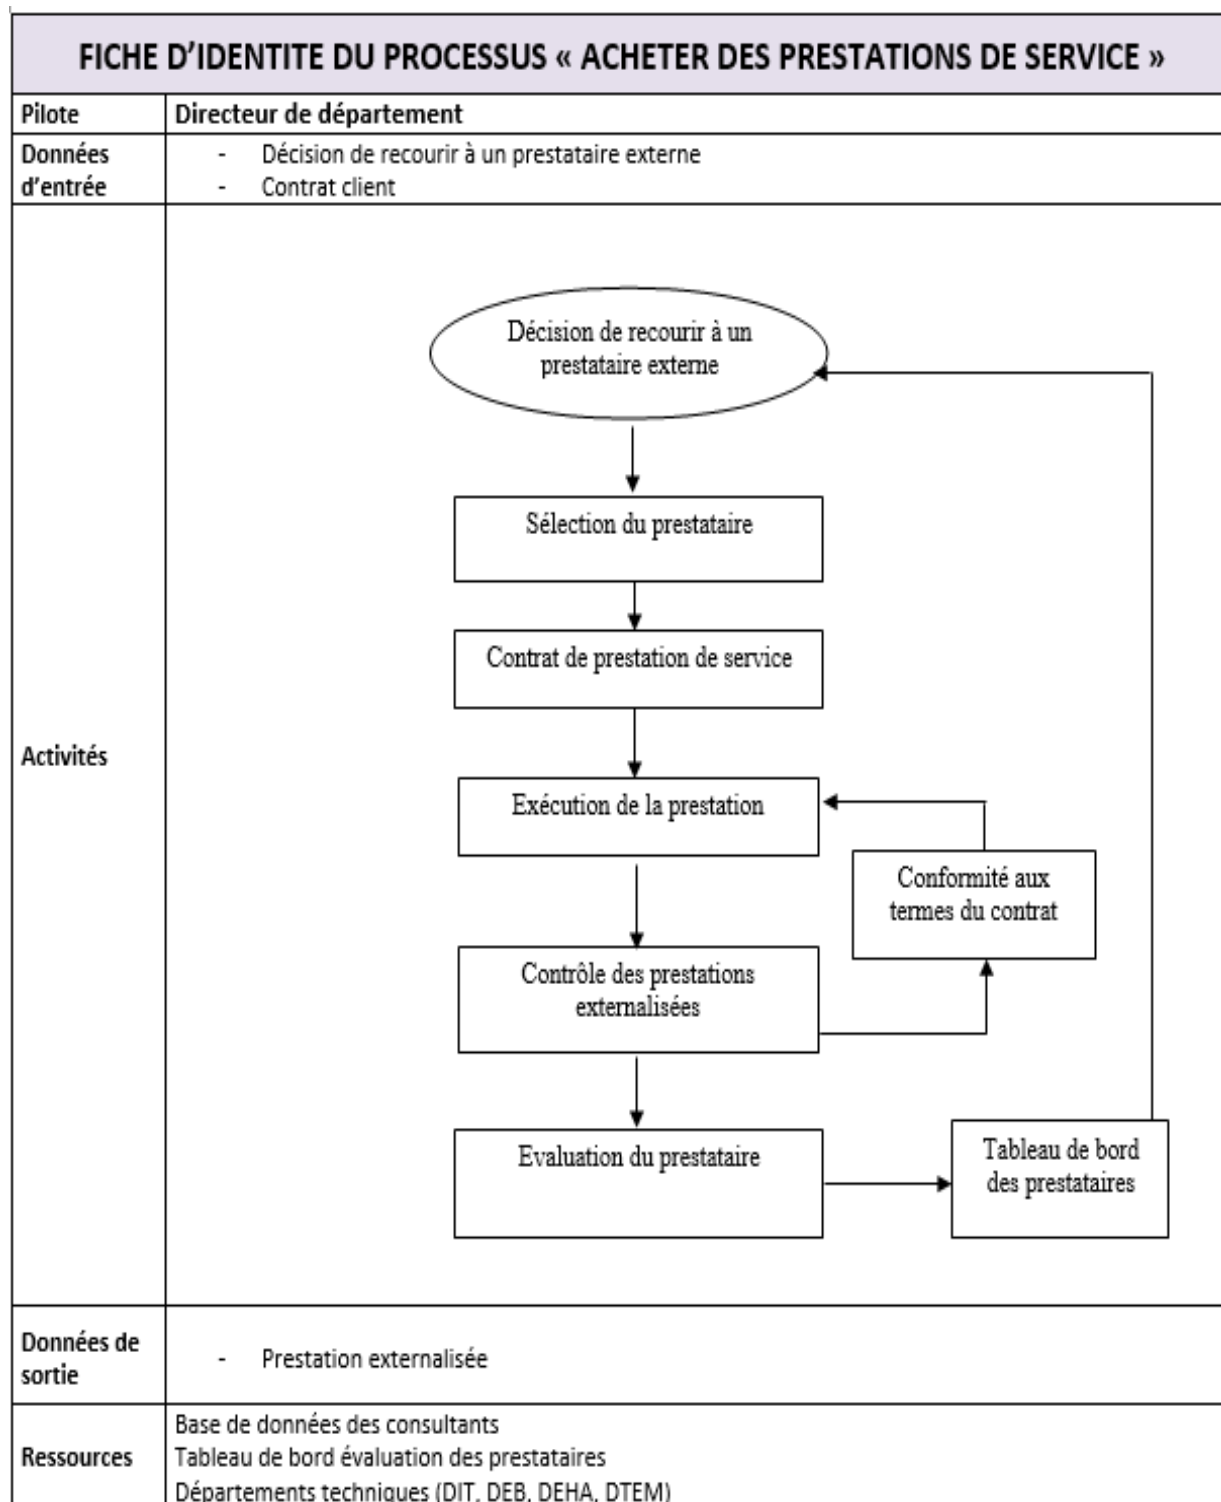 FICHE D’IDENTITE DU PROCESSUS « ACHETER DES PRESTATIONS DE SERVICE »
Pilote
Directeur de département
Données
d’entrée
- Décision de recourir à un prestataire externe
- Contrat client
Activités
Décision de recourir à un
prestataire externe
Sélection du prestataire
Contrat de prestation de service
Exécution de la prestation
Conformité aux
termes du contrat
Contrôle des prestations
externalisées
Evaluation du prestataire
Tableau de bord
des prestataires
Données de
sortie
- Prestation externalisée
Ressources
Base de données des consultants
Tableau de bord évaluation des prestataires
Départements techniques (DIT, DEB, DEHA, DTEM)